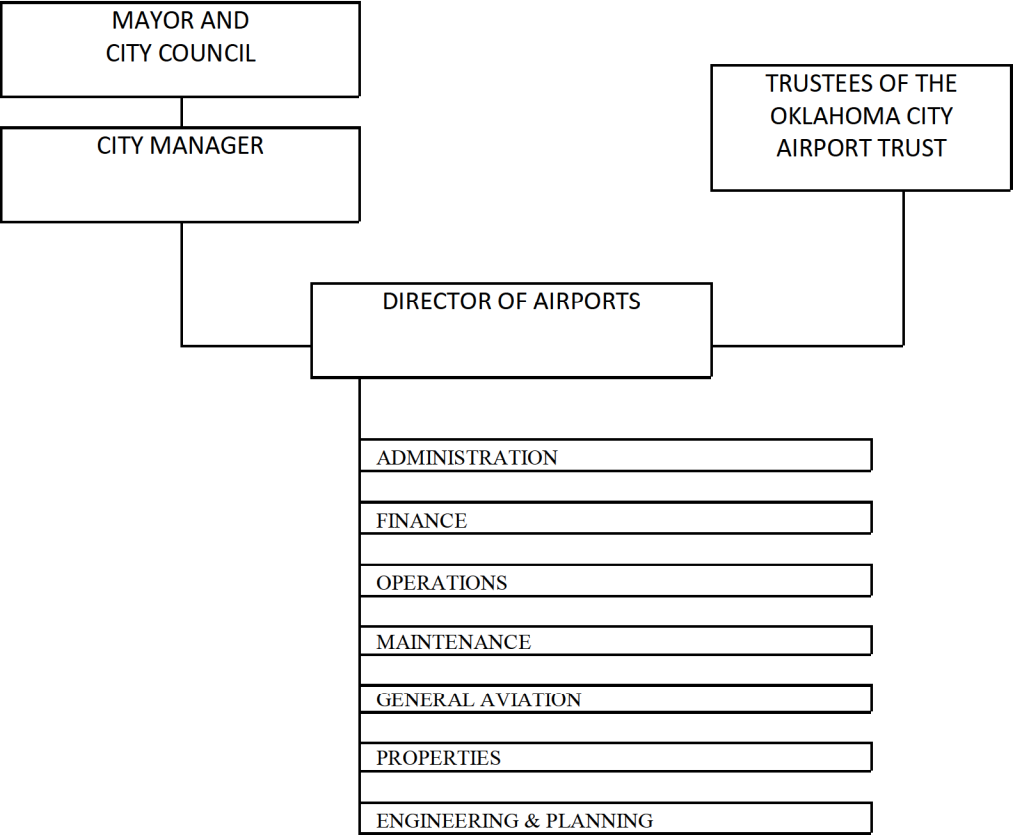 MAYOR AND
CITY COUNCIL
TRUSTEES OF THE
OKLAHOMA CITY
AIRPORT TRUST
CITY MANAGER
DIRECTOR OF AIRPORTS
ADMINISTRATION
FINANCE
OPERATIONS
MAINTENANCE
GENERAL AVIATION
PROPERTIES
ENGINEERING & PLANNING